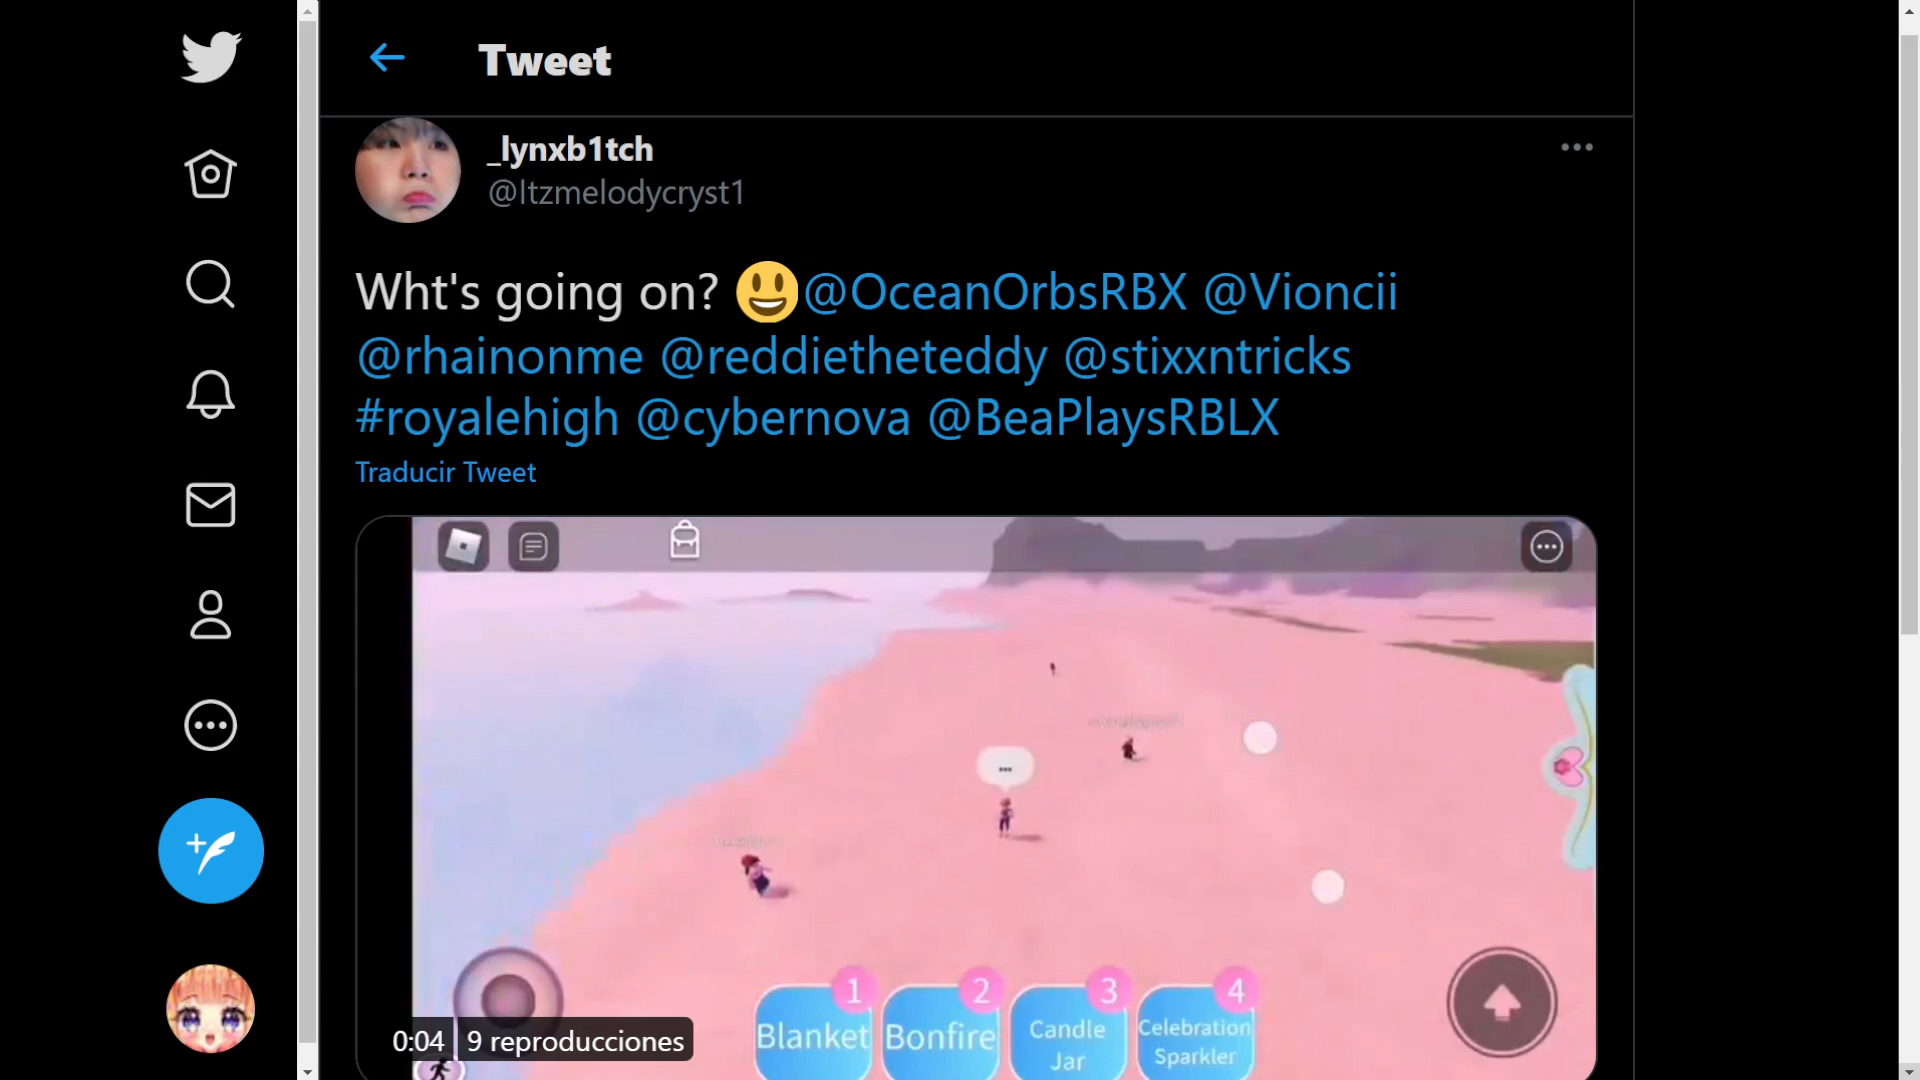 Tweet
_lynxb1tch
@Itzmelodycryst1
Wht's going on? 😃@OceanOrbsRBX @Vioncii
@rhainonme @reddietheteddy @stixxntricks
#royalehigh @cybernova @BeaPlaysRBLX
Traducir Tweet
...
1 2 3 4
Blanket Bonfire Candle Jar Celebration Sparkler
0:04 9 reproducciones